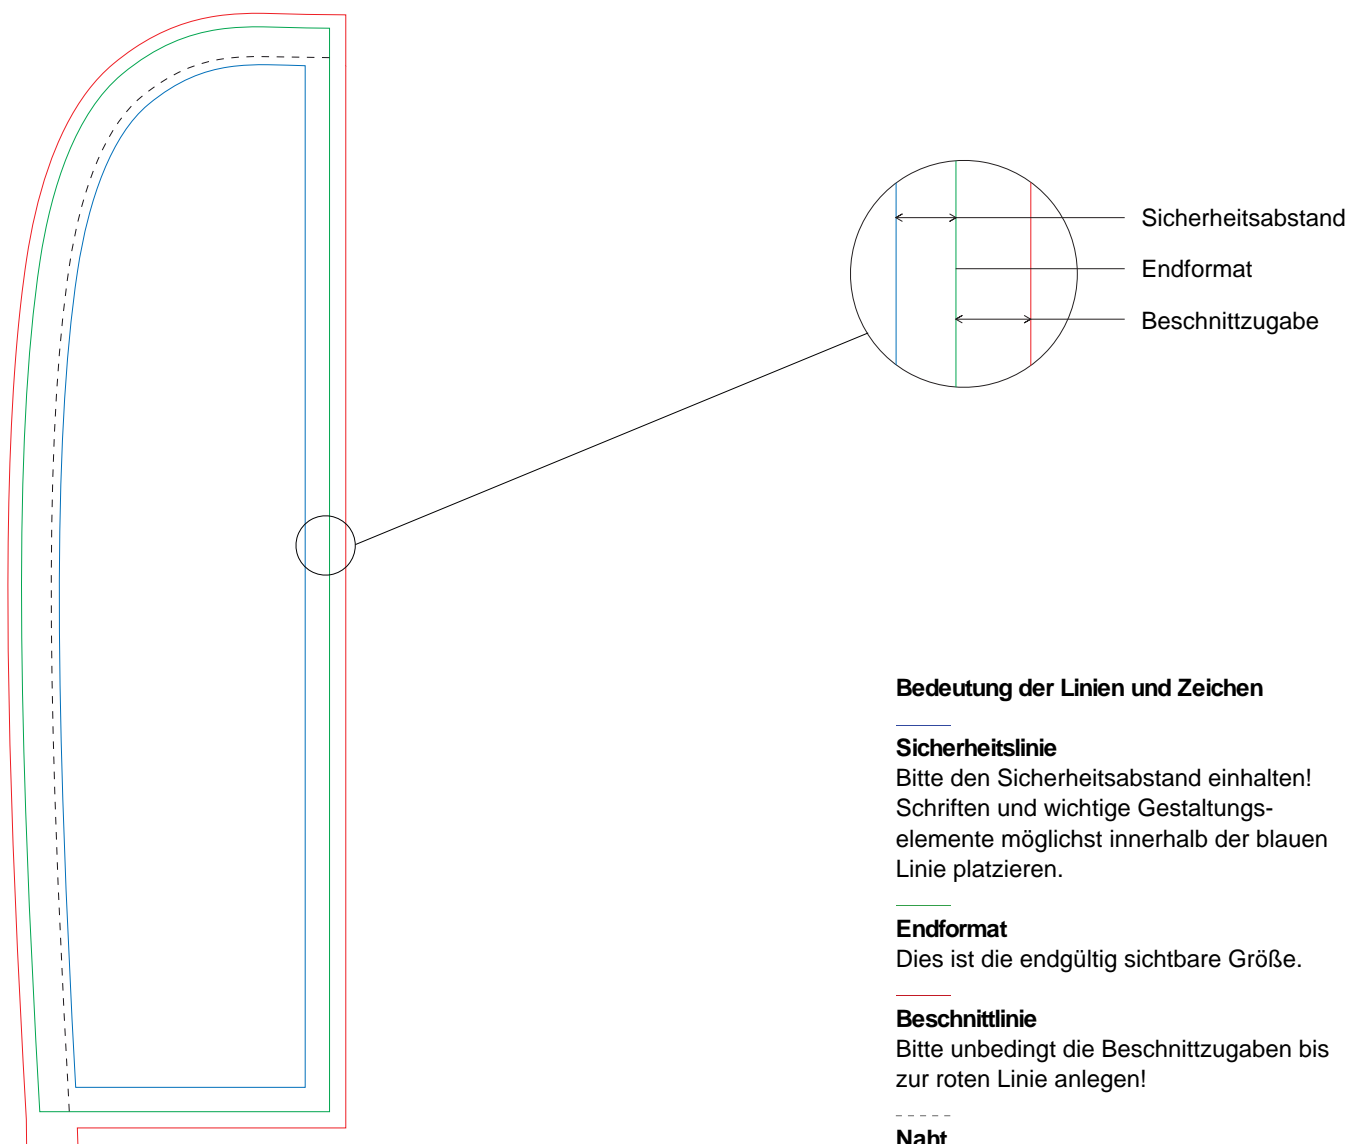 Sicherheitsabstand
Endformat
Beschnittzugabe
Bedeutung der Linien und Zeichen
Sicherheitslinie
Bitte den Sicherheitsabstand einhalten!
Schriften und wichtige Gestaltungs-
elemente möglichst innerhalb der blauen
Linie platzieren.
Endformat
Dies ist die endgültig sichtbare Größe.
Beschnittlinie
Bitte unbedingt die Beschnittzugaben bis
zur roten Linie anlegen!
Naht